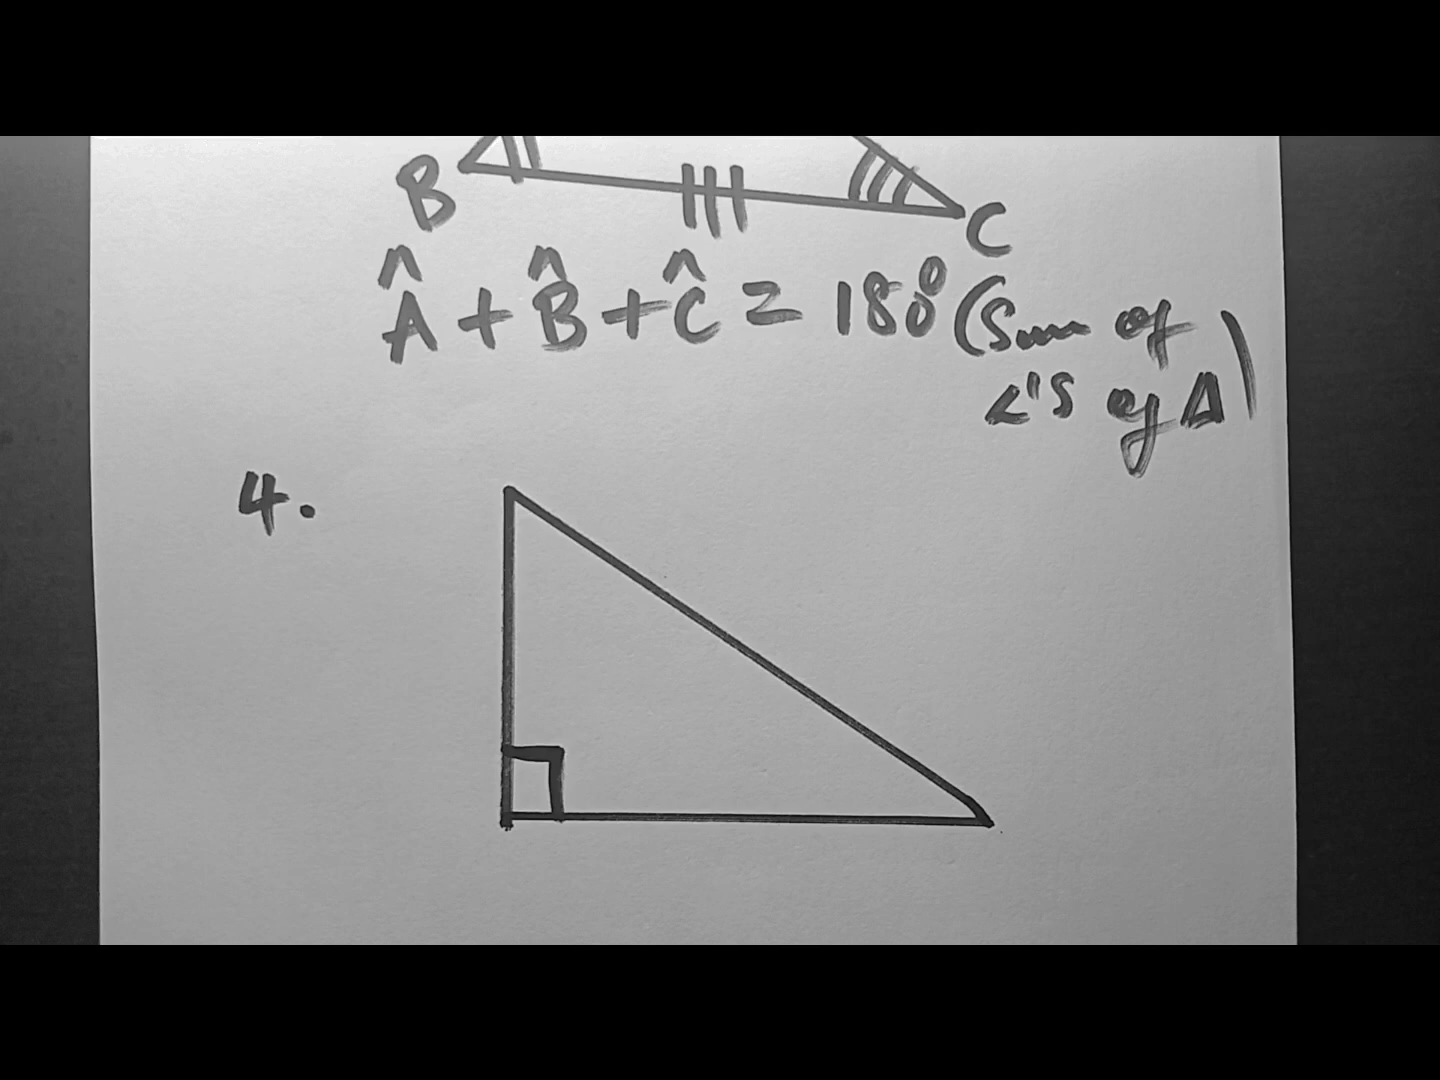 B
C
Â + B̂ + Ĉ = 180° (Sum of
∠'s of Δ)
4.